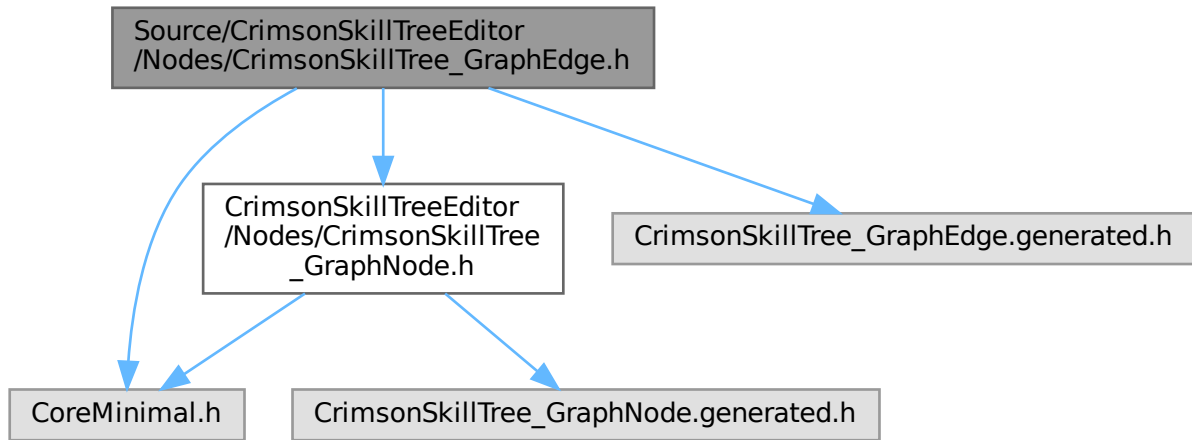 Source/CrimsonSkillTreeEditor
/Nodes/CrimsonSkillTree_GraphEdge.h
CrimsonSkillTreeEditor
/Nodes/CrimsonSkillTree
_GraphNode.h
CrimsonSkillTree_GraphEdge.generated.h
CoreMinimal.h
CrimsonSkillTree_GraphNode.generated.h